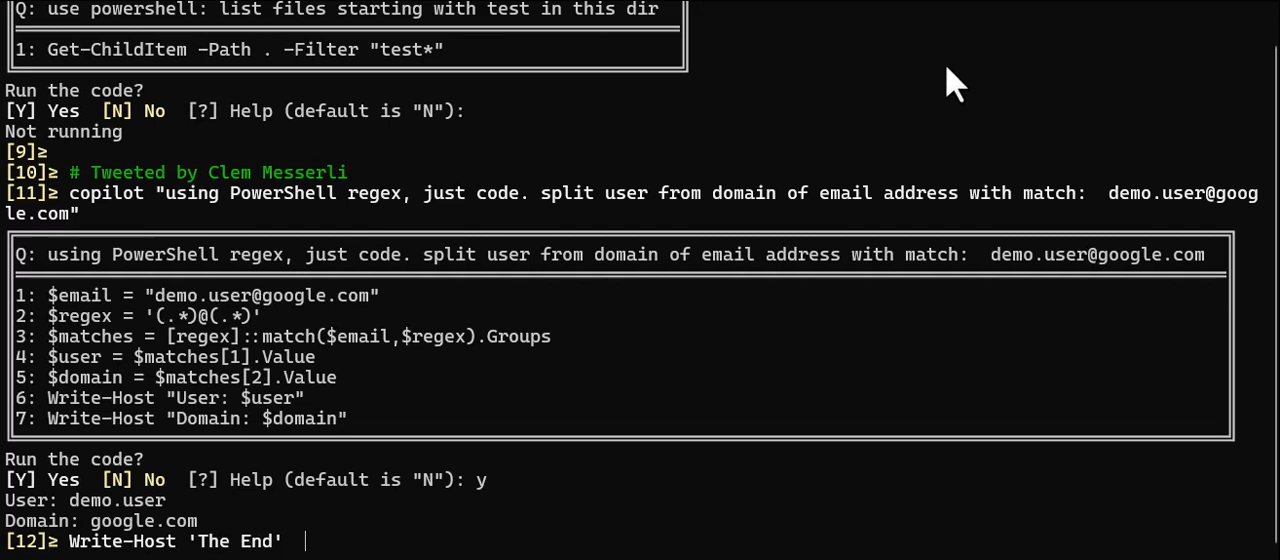 Q: use powershell: list files starting with test in this dir
1: Get-ChildItem -Path . -Filter "test*"
Run the code?
[Y] Yes  [N] No  [?] Help (default is "N"):
Not running
[9]≥
[10]≥ # Tweeted by Clem Messerli
[11]≥ copilot "using PowerShell regex, just code. split user from domain of email address with match:  demo.user@goog
le.com"
Q: using PowerShell regex, just code. split user from domain of email address with match:  demo.user@google.com
1: $email = "demo.user@google.com"
2: $regex = '(.*)@(.*)'
3: $matches = [regex]::match($email,$regex).Groups
4: $user = $matches[1].Value
5: $domain = $matches[2].Value
6: Write-Host "User: $user"
7: Write-Host "Domain: $domain"
Run the code?
[Y] Yes  [N] No  [?] Help (default is "N"): y
User: demo.user
Domain: google.com
[12]≥ Write-Host 'The End'